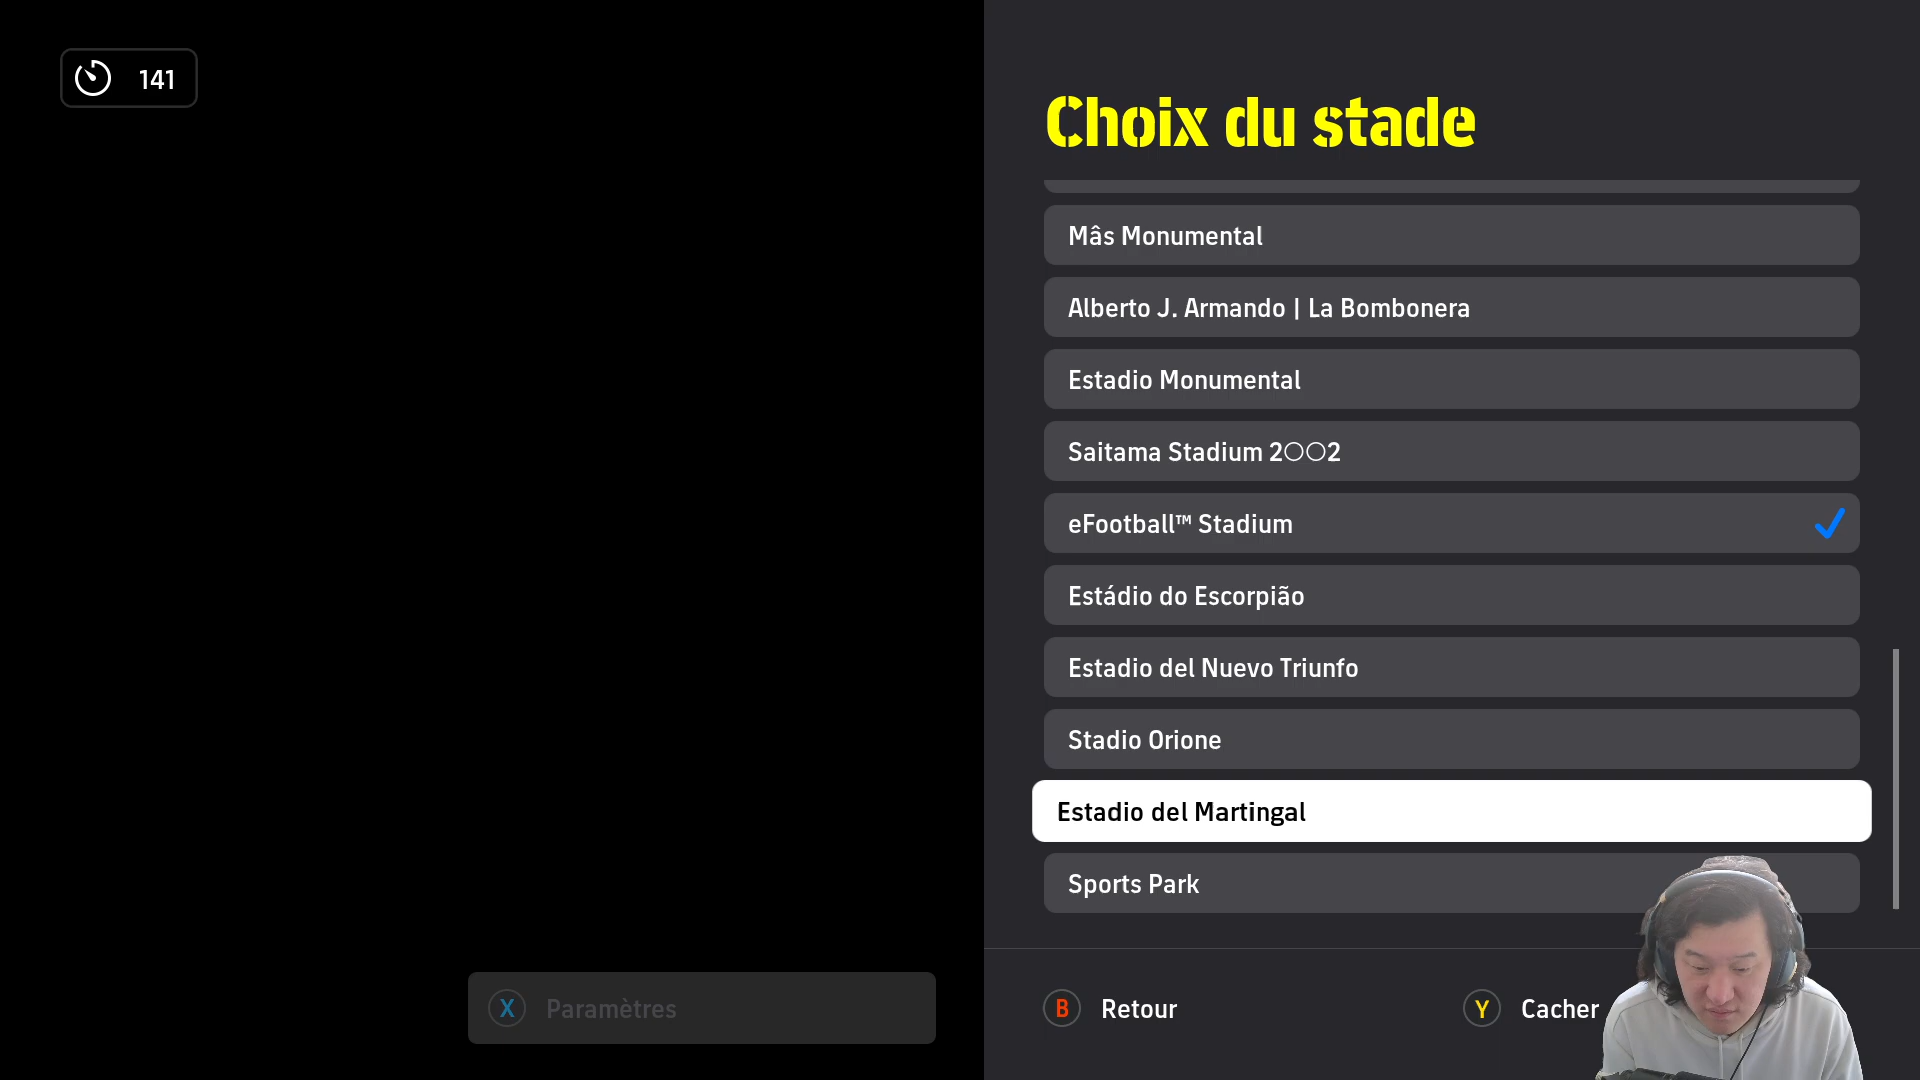 141
Choix du stade
Mâs Monumental
Alberto J. Armando | La Bombonera
Estadio Monumental
Saitama Stadium 2○○2
eFootball™ Stadium
Estádio do Escorpião
Estadio del Nuevo Triunfo
Stadio Orione
Estadio del Martingal
Sports Park
X Paramètres
B Retour
Y Cacher